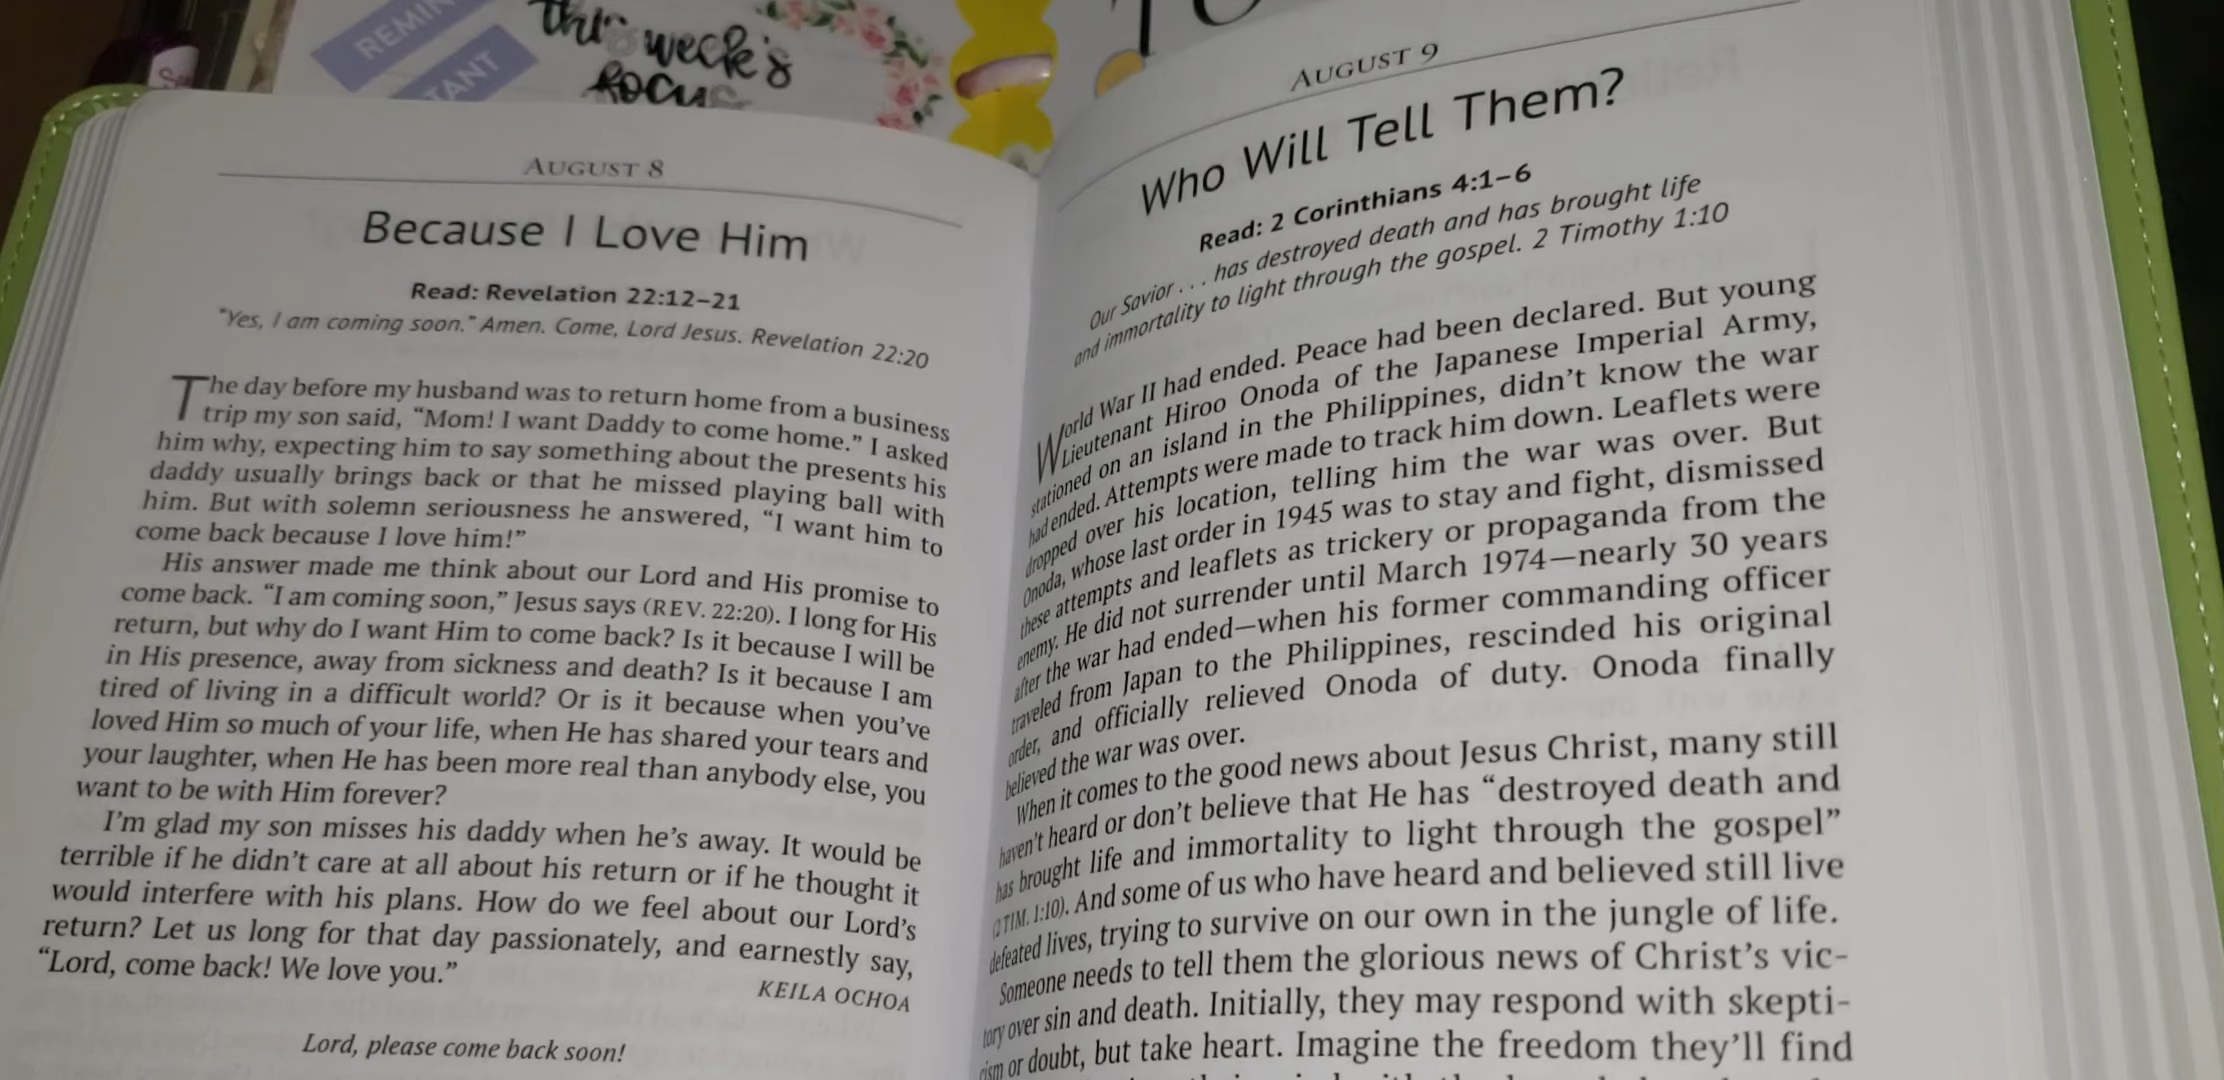 REMIN
TANT
this week's
focus
TO
AUGUST 8
Because I Love Him
Read: Revelation 22:12–21
"Yes, I am coming soon." Amen. Come, Lord Jesus. Revelation 22:20
The day before my husband was to return home from a business
trip my son said, “Mom! I want Daddy to come home.” I asked
him why, expecting him to say something about the presents his
daddy usually brings back or that he missed playing ball with
him. But with solemn seriousness he answered, “I want him to
come back because I love him!”
His answer made me think about our Lord and His promise to
come back. “I am coming soon,” Jesus says (REV. 22:20). I long for His
return, but why do I want Him to come back? Is it because I will be
in His presence, away from sickness and death? Is it because I am
tired of living in a difficult world? Or is it because when you’ve
loved Him so much of your life, when He has shared your tears and
your laughter, when He has been more real than anybody else, you
want to be with Him forever?
I’m glad my son misses his daddy when he’s away. It would be
terrible if he didn’t care at all about his return or if he thought it
would interfere with his plans. How do we feel about our Lord’s
return? Let us long for that day passionately, and earnestly say,
“Lord, come back! We love you.”
KEILA OCHOA
Lord, please come back soon!
AUGUST 9
Who Will Tell Them?
Read: 2 Corinthians 4:1–6
Our Savior . . . has destroyed death and has brought life
and immortality to light through the gospel. 2 Timothy 1:10
World War II had ended. Peace had been declared. But young
Lieutenant Hiroo Onoda of the Japanese Imperial Army,
stationed on an island in the Philippines, didn’t know the war
had ended. Attempts were made to track him down. Leaflets were
dropped over his location, telling him the war was over. But
Onoda, whose last order in 1945 was to stay and fight, dismissed
these attempts and leaflets as trickery or propaganda from the
enemy. He did not surrender until March 1974—nearly 30 years
after the war had ended—when his former commanding officer
traveled from Japan to the Philippines, rescinded his original
order, and officially relieved Onoda of duty. Onoda finally
believed the war was over.
When it comes to the good news about Jesus Christ, many still
haven’t heard or don’t believe that He has “destroyed death and
has brought life and immortality to light through the gospel”
(2 TIM. 1:10). And some of us who have heard and believed still live
defeated lives, trying to survive on our own in the jungle of life.
Someone needs to tell them the glorious news of Christ’s vic-
tory over sin and death. Initially, they may respond with skepti-
cism or doubt, but take heart. Imagine the freedom they’ll find